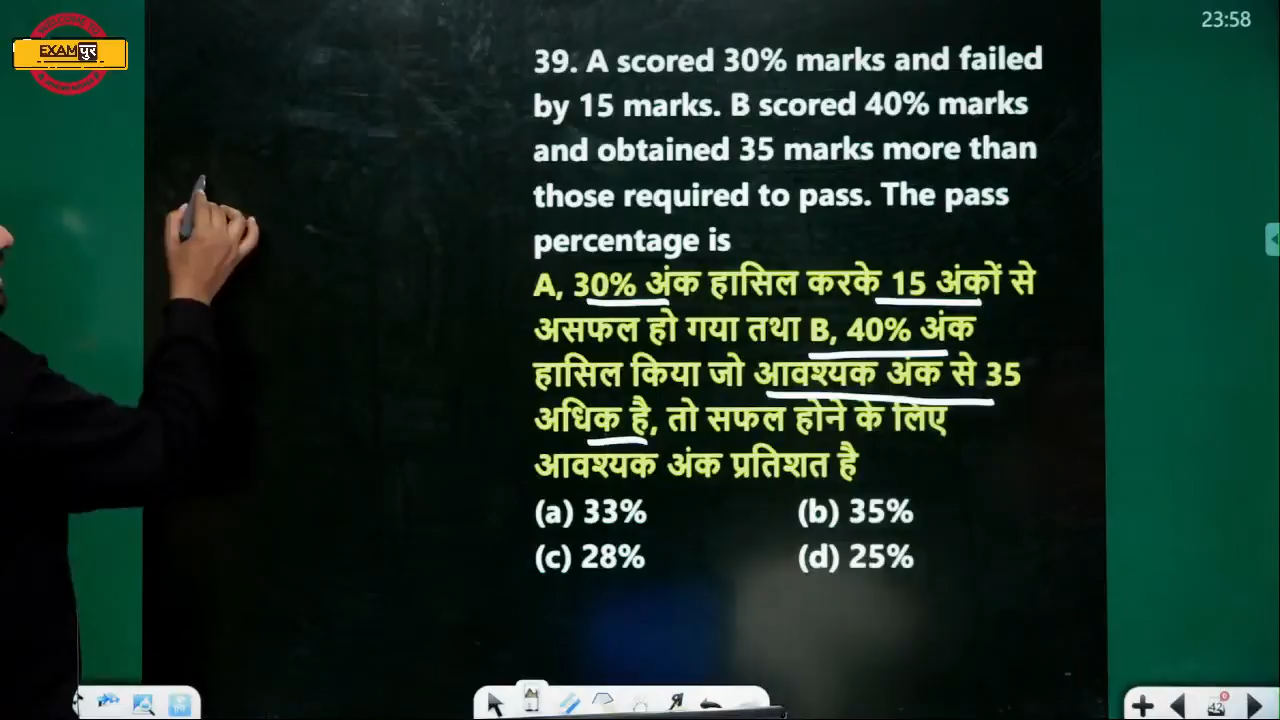 WELCOME TO
EXAMपुर
23:58
39. A scored 30% marks and failed
by 15 marks. B scored 40% marks
and obtained 35 marks more than
those required to pass. The pass
percentage is
A, 30% अंक हासिल करके 15 अंकों से
असफल हो गया तथा B, 40% अंक
हासिल किया जो आवश्यक अंक से 35
अधिक है, तो सफल होने के लिए
आवश्यक अंक प्रतिशत है
(a) 33% (b) 35%
(c) 28% (d) 25%